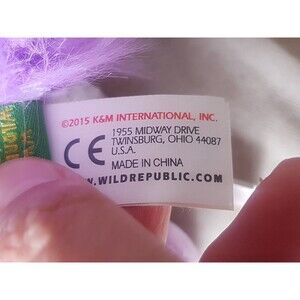 ©2015 K&M INTERNATIONAL, INC.
1955 MIDWAY DRIVE
TWINSBURG, OHIO 44087
U.S.A.
CE
MADE IN CHINA
WWW.WILDREPUBLIC.COM